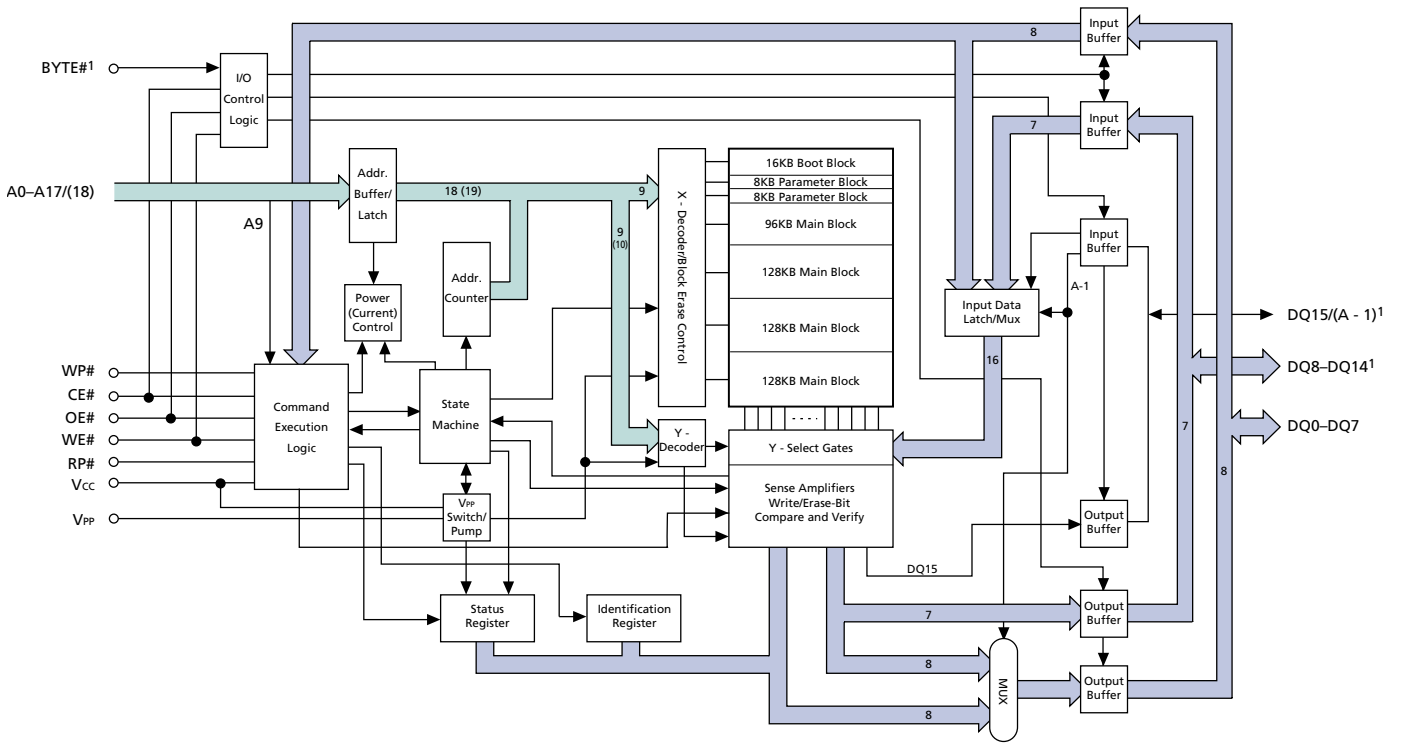 8
Input
Buffer
BYTE#1
I/O
Control
Logic
7
Input
Buffer
Addr.
Buffer/
Latch
A0–A17/(18)
18 (19)
9
A9
9
(10)
X - Decoder/Block Erase Control
16KB Boot Block
8KB Parameter Block
8KB Parameter Block
96KB Main Block
128KB Main Block
128KB Main Block
128KB Main Block
Input
Buffer
Addr.
Counter
A-1
Power
(Current)
Control
Input Data
Latch/Mux
DQ15/(A - 1)1
16
DQ8–DQ141
WP#
CE#
OE#
WE#
RP#
VCC
VPP
Command
Execution
Logic
State
Machine
Y -
Decoder
Y - Select Gates
- - - -
7
DQ0–DQ7
8
Sense Amplifiers
Write/Erase-Bit
Compare and Verify
VPP
Switch/
Pump
Output
Buffer
DQ15
Status
Register
Identification
Register
7
Output
Buffer
8
MUX
Output
Buffer
8